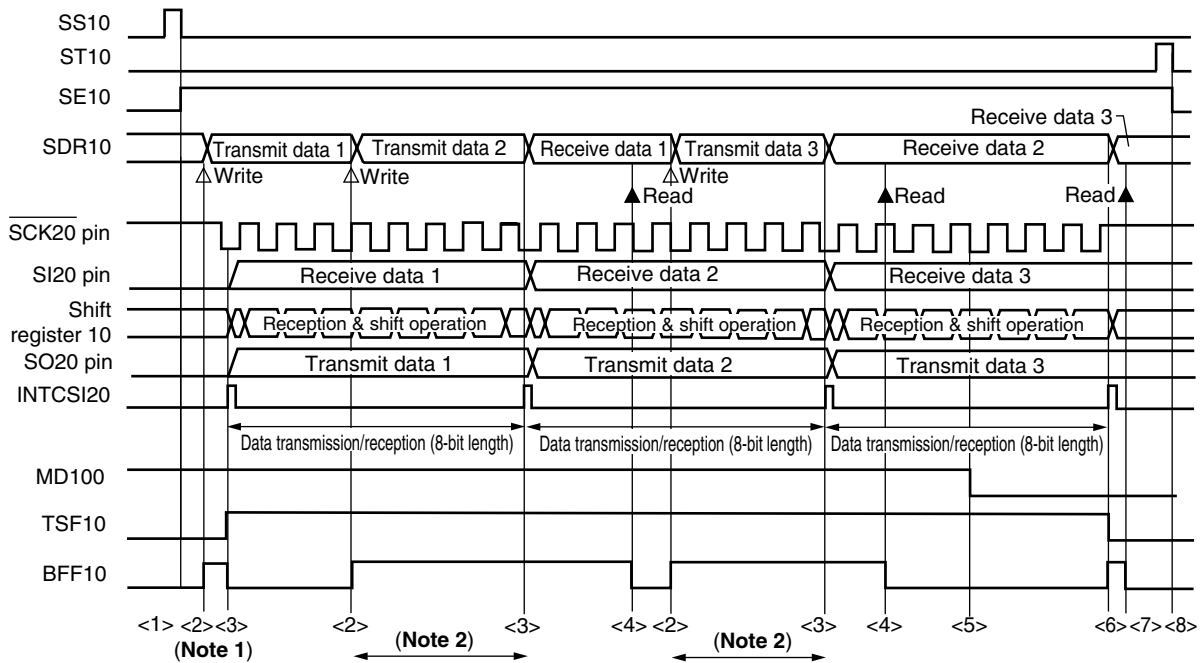 SS10
ST10
SE10
Receive data 3
SDR10 Transmit data 1 Transmit data 2 Receive data 1 Transmit data 3 Receive data 2
Write Write Write
Read Read Read
SCK20 pin
SI20 pin Receive data 1 Receive data 2 Receive data 3
Shift
register 10 Reception & shift operation Reception & shift operation Reception & shift operation
SO20 pin Transmit data 1 Transmit data 2 Transmit data 3
INTCSI20
Data transmission/reception (8-bit length) Data transmission/reception (8-bit length) Data transmission/reception (8-bit length)
MD100
TSF10
BFF10
<1> <2> <3> <2> <3> <4> <2> <3> <4> <5> <6> <7> <8>
(Note 1) (Note 2) (Note 2)